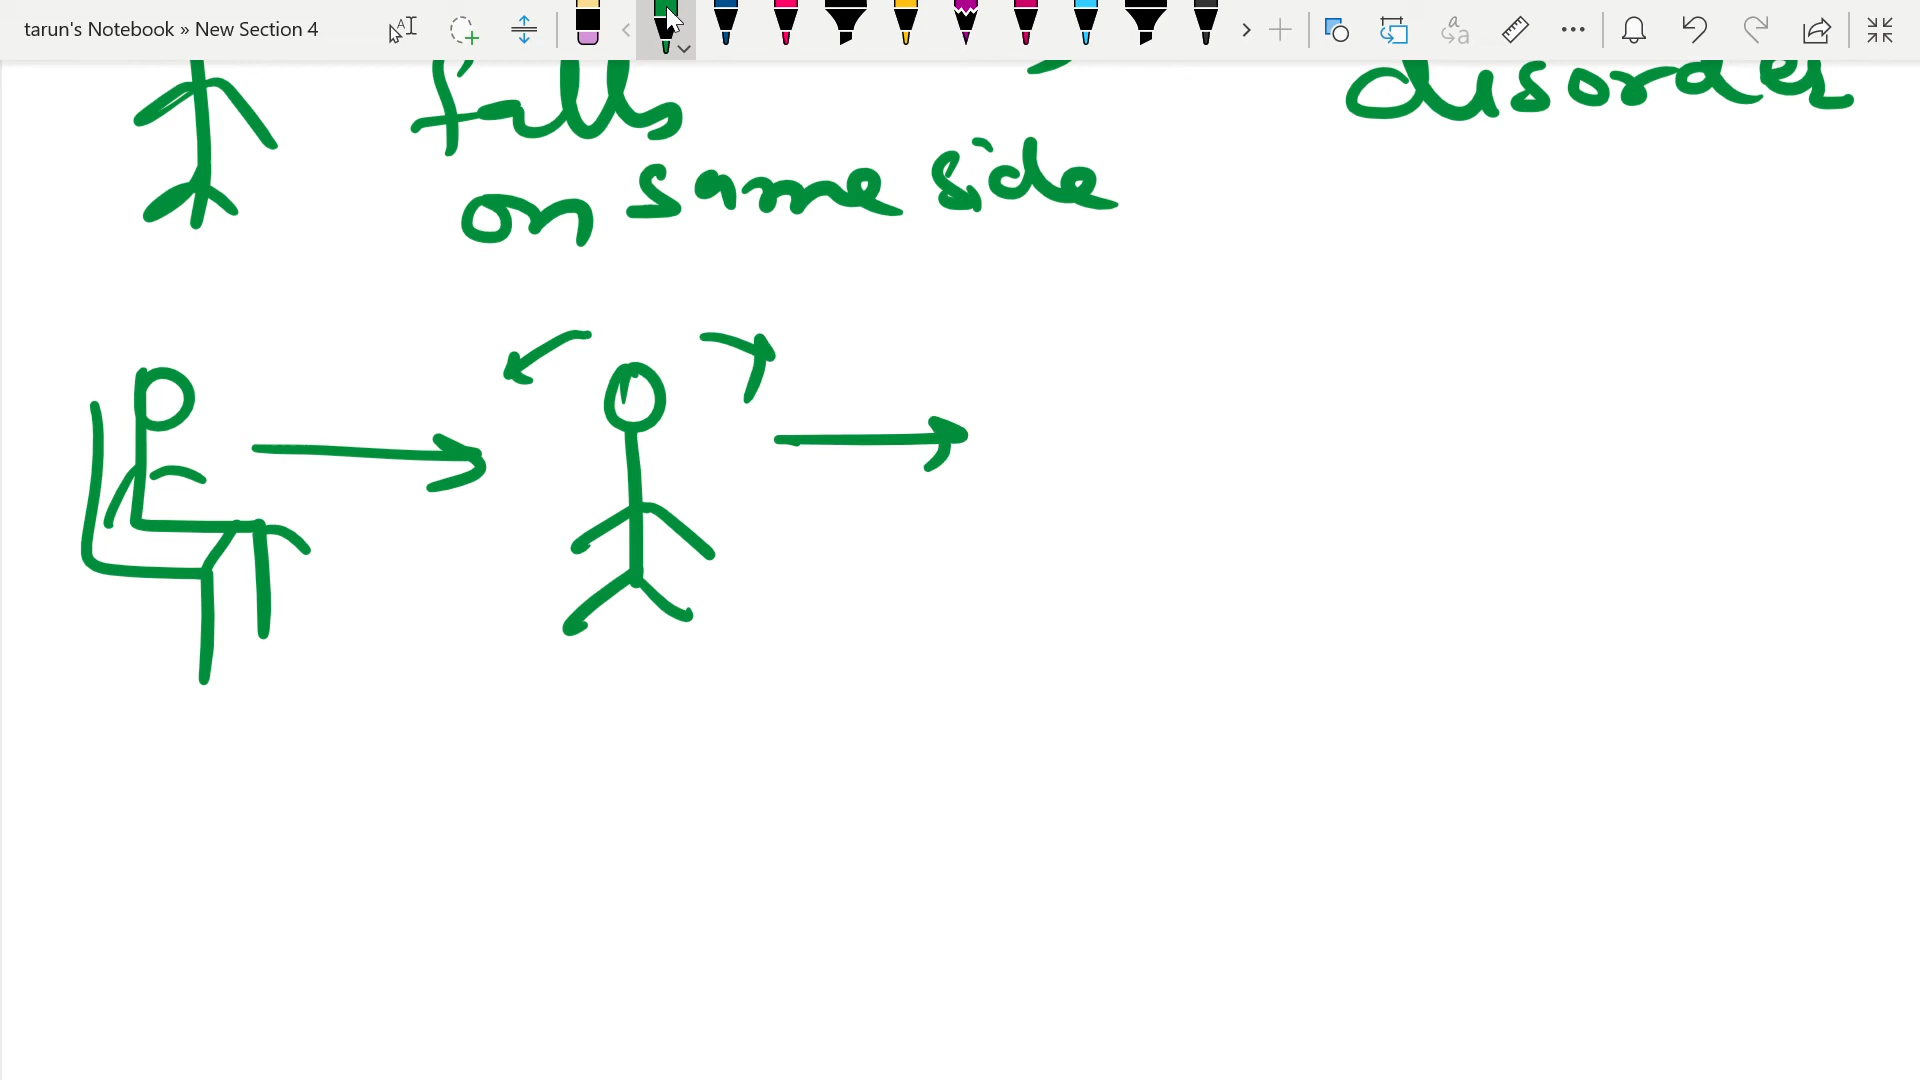 tarun's Notebook » New Section 4
falls
disorder
on same side